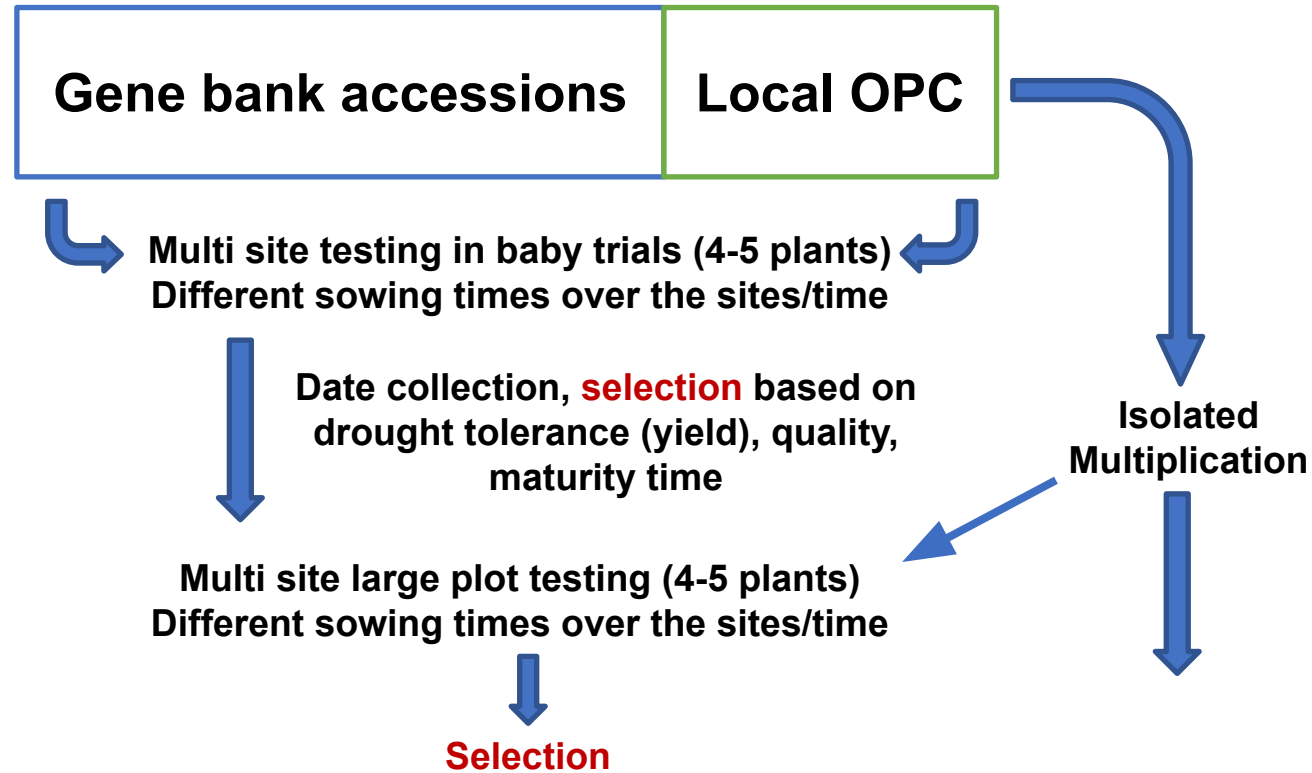 Gene bank accessions
Local OPC
Multi site testing in baby trials (4-5 plants)
Different sowing times over the sites/time
Date collection, selection based on
drought tolerance (yield), quality,
maturity time
Isolated
Multiplication
Multi site large plot testing (4-5 plants)
Different sowing times over the sites/time
Selection